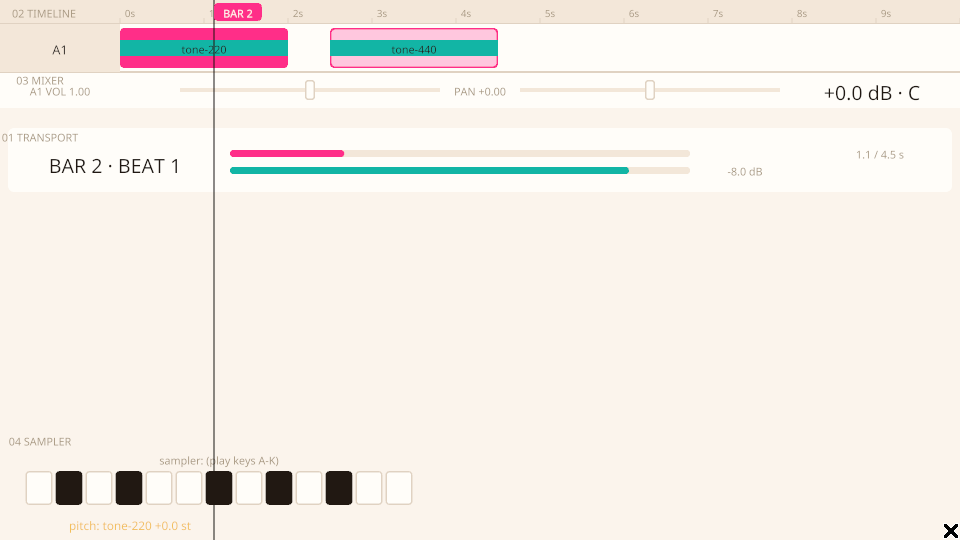 02 TIMELINE 0s 1 BAR 2 2s 3s 4s 5s 6s 7s 8s 9s
A1 tone-220 tone-440
03 MIXER
A1 VOL 1.00 PAN +0.00 +0.0 dB · C
01 TRANSPORT
BAR 2 · BEAT 1 1.1 / 4.5 s
-8.0 dB
04 SAMPLER
sampler: (play keys A-K)
pitch: tone-220 +0.0 st